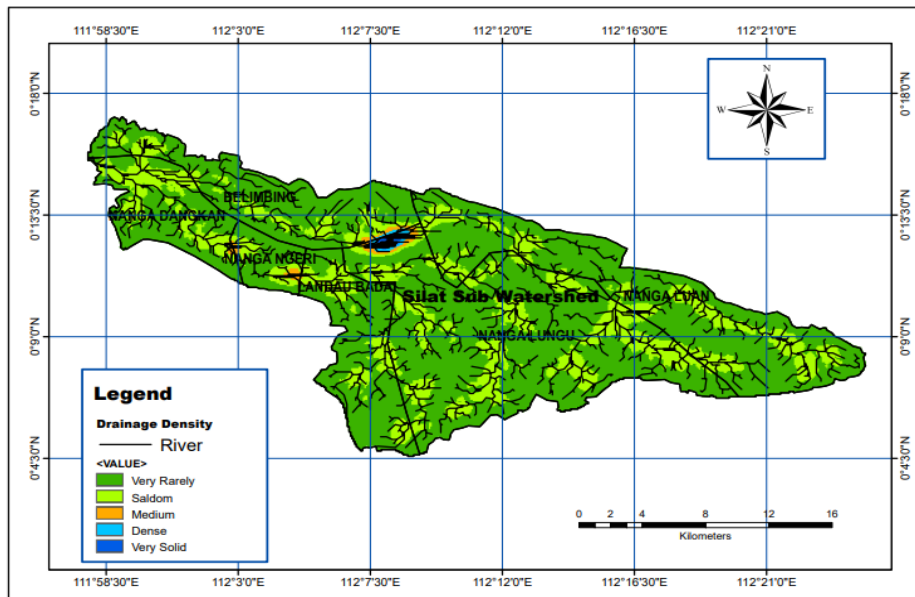 111°58'30"E 112°3'0"E 112°7'30"E 112°12'0"E 112°16'30"E 112°21'0"E
0°18'0"N 0°18'0"N
N
W E
S
0°13'30"N 0°13'30"N
BELIMBING
NANGA DANGKAN
NANGA NGERI
LANDAU BADAI
Silat Sub Watershed
NANGA LUAN
NANGA LUNGU
0°9'0"N 0°9'0"N
0°4'30"N 0°4'30"N
Legend
Drainage Density
River
<VALUE>
Very Rarely
Saldom
Medium
Dense
Very Solid
0 2 4 8 12 16
Kilometers
111°58'30"E 112°3'0"E 112°7'30"E 112°12'0"E 112°16'30"E 112°21'0"E